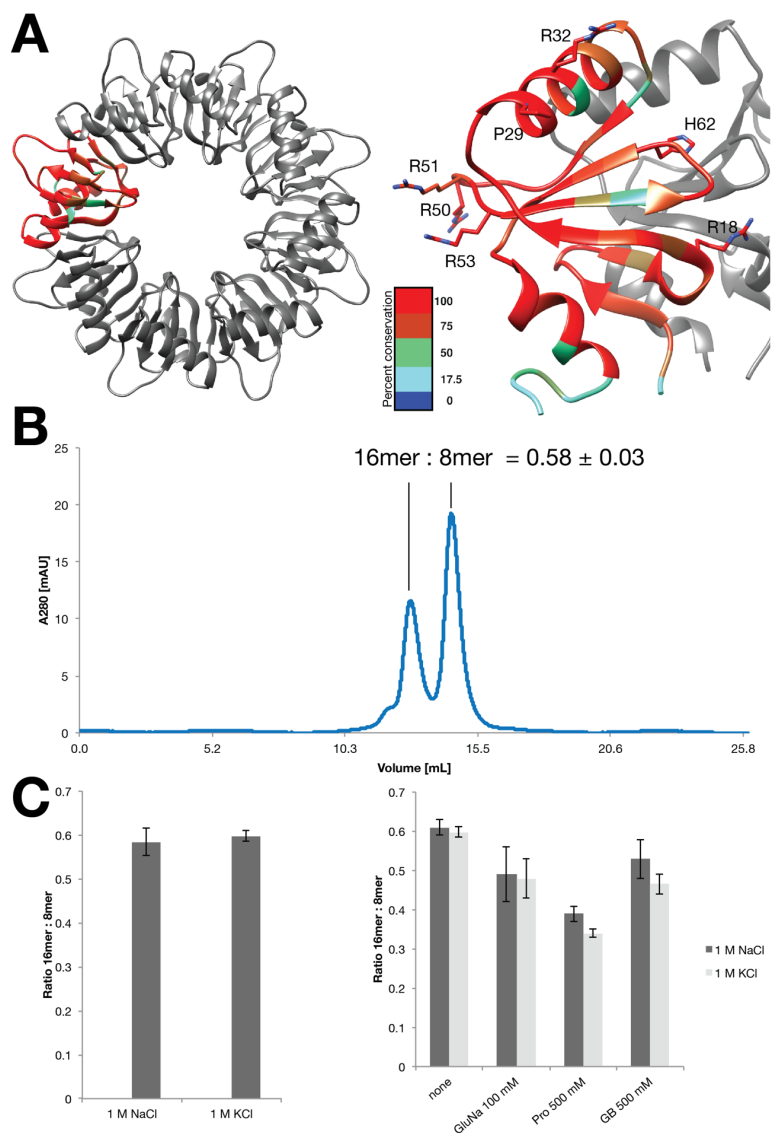 A
R32
P29
H62
R51
R50
R53
R18
Percent conservation
100
75
50
17.5
0
B
16mer : 8mer = 0.58 ± 0.03
25
20
15
10
5
0
A280 [mAU]
0.0 5.2 10.3 15.5 20.6 25.8
Volume [mL]
C
0.7
0.6
0.5
0.4
0.3
0.2
0.1
0
Ratio 16mer : 8mer
1 M NaCl 1 M KCl
0.7
0.6
0.5
0.4
0.3
0.2
0.1
0
Ratio 16mer : 8mer
none
GluNa 100 mM
Pro 500 mM
GB 500 mM
1 M NaCl
1 M KCl